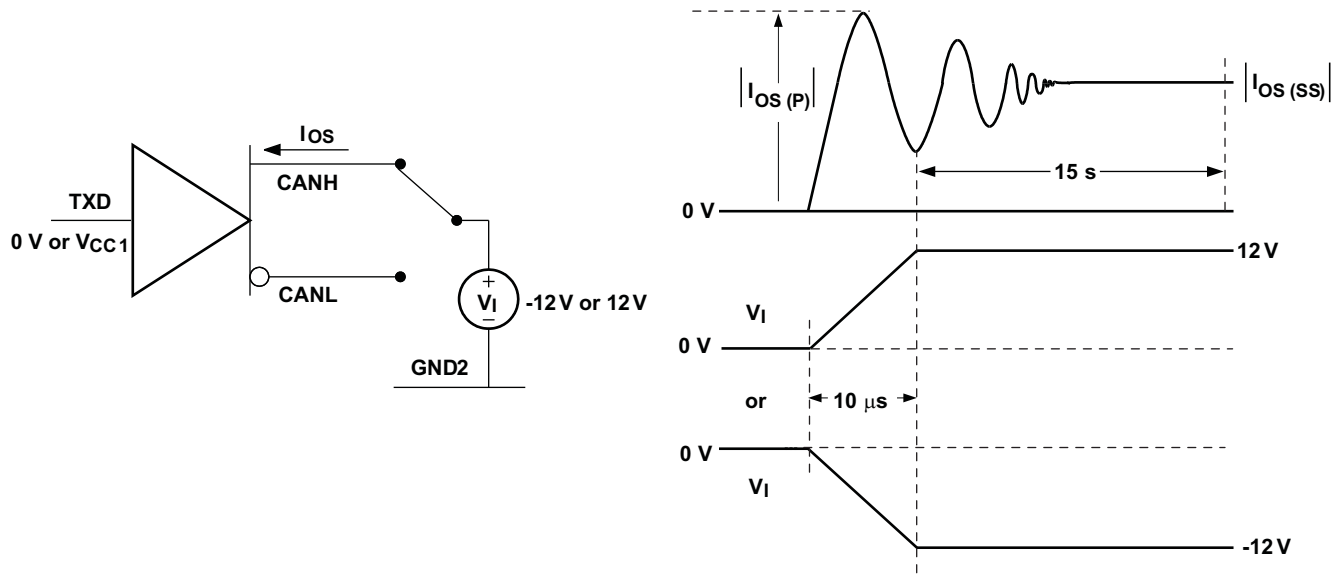 IOS
CANH
TXD
0 V or VCC1
CANL
+
VI
–
-12 V or 12 V
GND2
|IOS (P)|
|IOS (SS)|
15 s
0 V
12 V
VI
0 V
or
10 μs
0 V
VI
-12 V